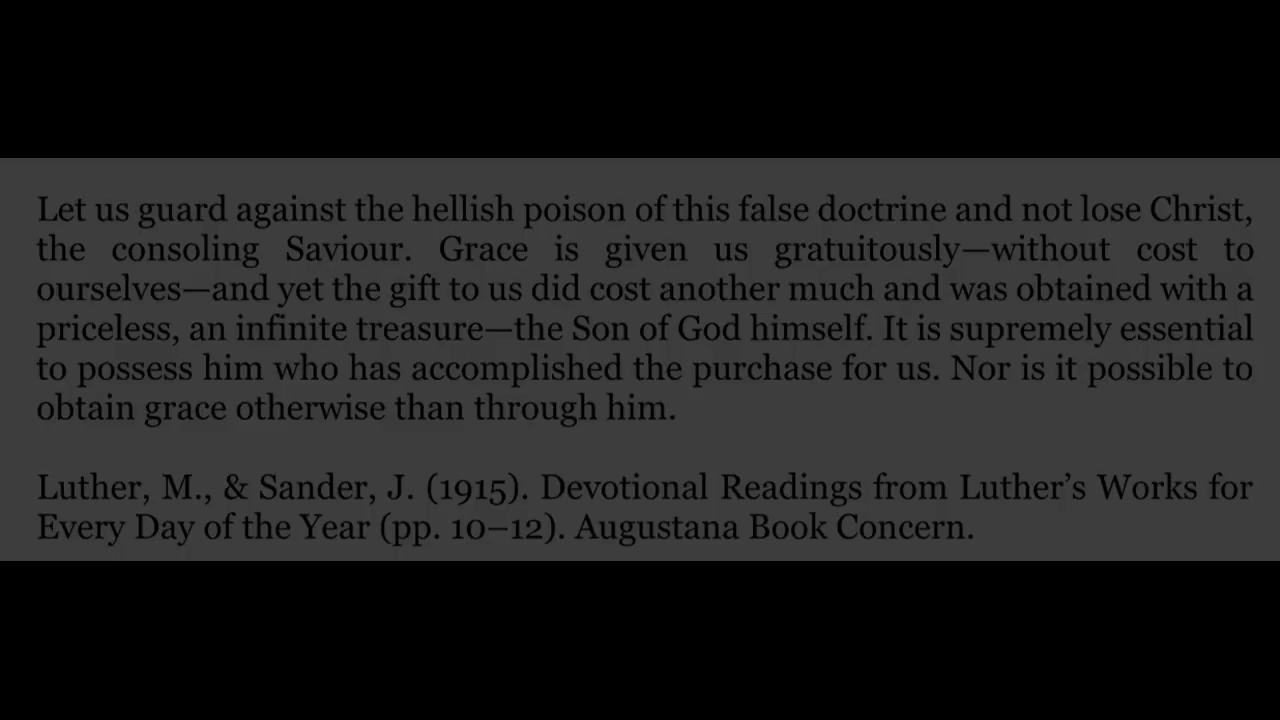 Let us guard against the hellish poison of this false doctrine and not lose Christ,
the consoling Saviour. Grace is given us gratuitously—without cost to
ourselves—and yet the gift to us did cost another much and was obtained with a
priceless, an infinite treasure—the Son of God himself. It is supremely essential
to possess him who has accomplished the purchase for us. Nor is it possible to
obtain grace otherwise than through him.
Luther, M., & Sander, J. (1915). Devotional Readings from Luther’s Works for
Every Day of the Year (pp. 10–12). Augustana Book Concern.